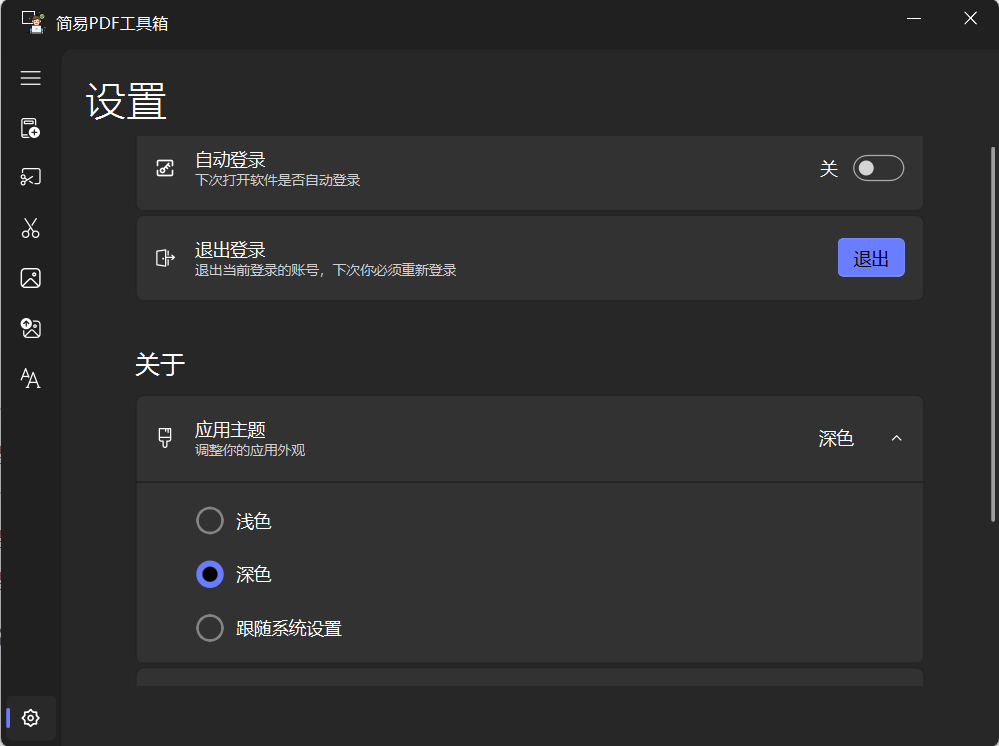 简易PDF工具箱
设置
自动登录
下次打开软件是否自动登录
关
退出登录
退出当前登录的账号，下次你必须重新登录
退出
关于
应用主题
调整你的应用外观
深色
浅色
深色
跟随系统设置